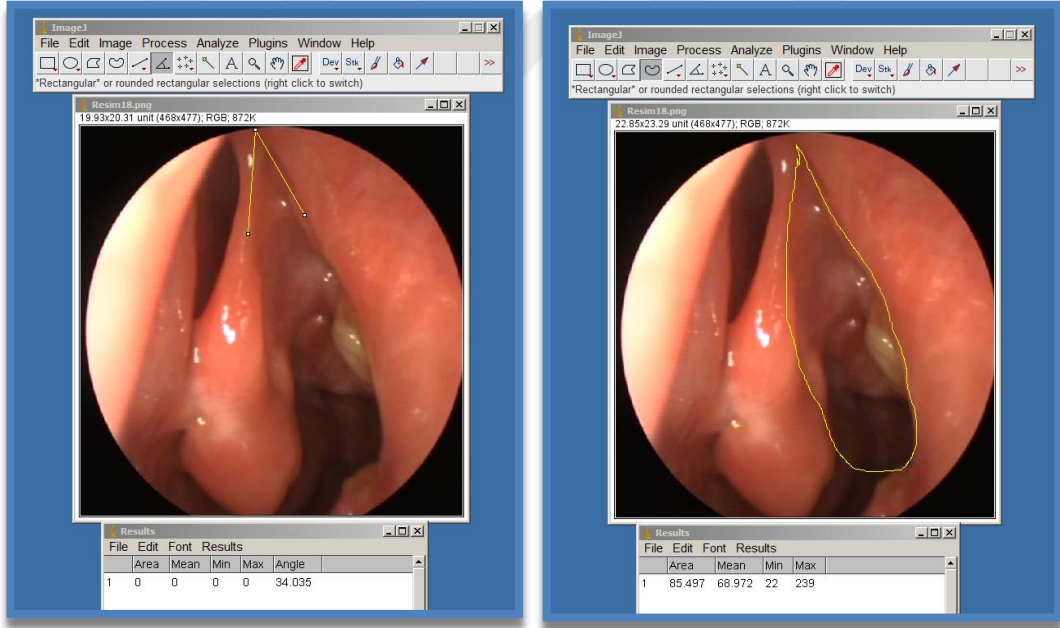 ImageJ
File Edit Image Process Analyze Plugins Window Help
A Dev Stk >>
*Rectangular* or rounded rectangular selections (right click to switch)
Resim18.png
19.93x20.31 unit (468x477); RGB; 872K
Results
File Edit Font Results
Area Mean Min Max Angle
1 0 0 0 0 34.035
ImageJ
File Edit Image Process Analyze Plugins Window Help
A Dev Stk >>
*Rectangular* or rounded rectangular selections (right click to switch)
Resim18.png
22.85x23.29 unit (468x477); RGB; 872K
Results
File Edit Font Results
Area Mean Min Max
1 85.497 68.972 22 239